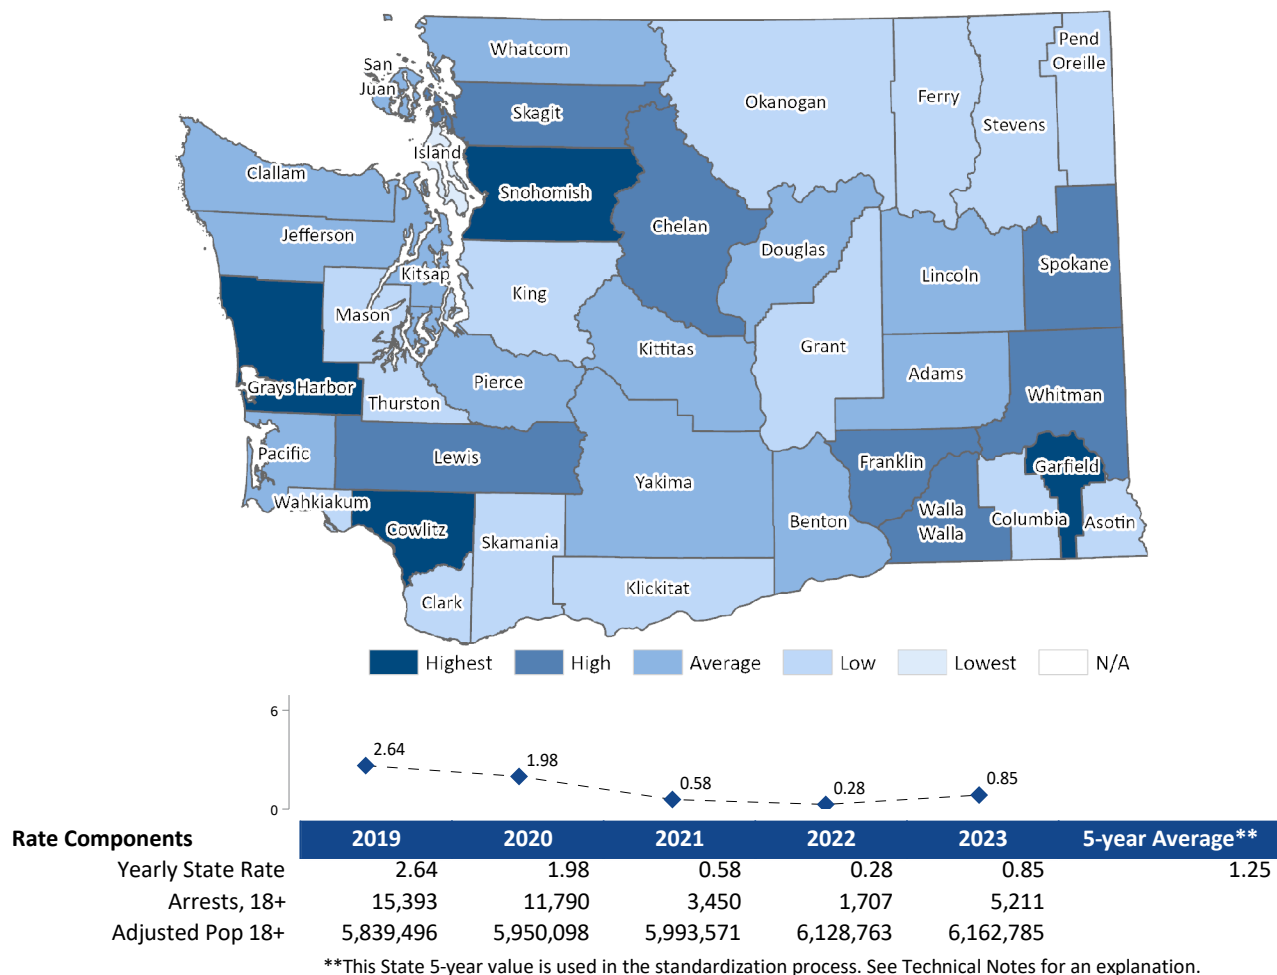 Whatcom
San
Juan
Skagit
Okanogan
Ferry
Stevens
Pend
Oreille
Island
Clallam
Snohomish
Chelan
Jefferson
Douglas
Kitsap
Lincoln
Spokane
King
Mason
Kittitas
Grant
Grays Harbor
Thurston
Pierce
Adams
Whitman
Pacific
Lewis
Yakima
Franklin
Garfield
Wahkiakum
Cowlitz
Skamania
Benton
Walla
Walla
Columbia
Asotin
Clark
Klickitat
Highest High Average Low Lowest N/A
6
2.64
1.98
0.58
0.28
0.85
0
Rate Components 2019 2020 2021 2022 2023 5-year Average**
Yearly State Rate 2.64 1.98 0.58 0.28 0.85 1.25
Arrests, 18+ 15,393 11,790 3,450 1,707 5,211
Adjusted Pop 18+ 5,839,496 5,950,098 5,993,571 6,128,763 6,162,785
**This State 5-year value is used in the standardization process. See Technical Notes for an explanation.